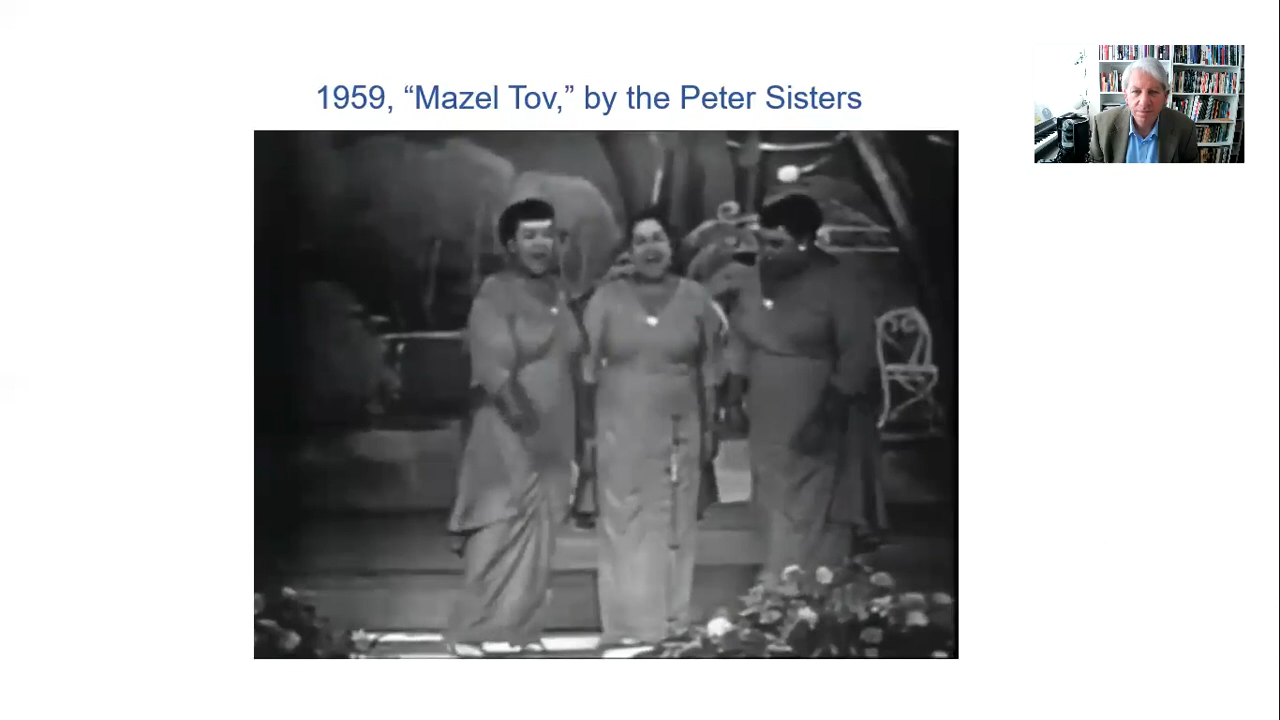 1959, “Mazel Tov,” by the Peter Sisters